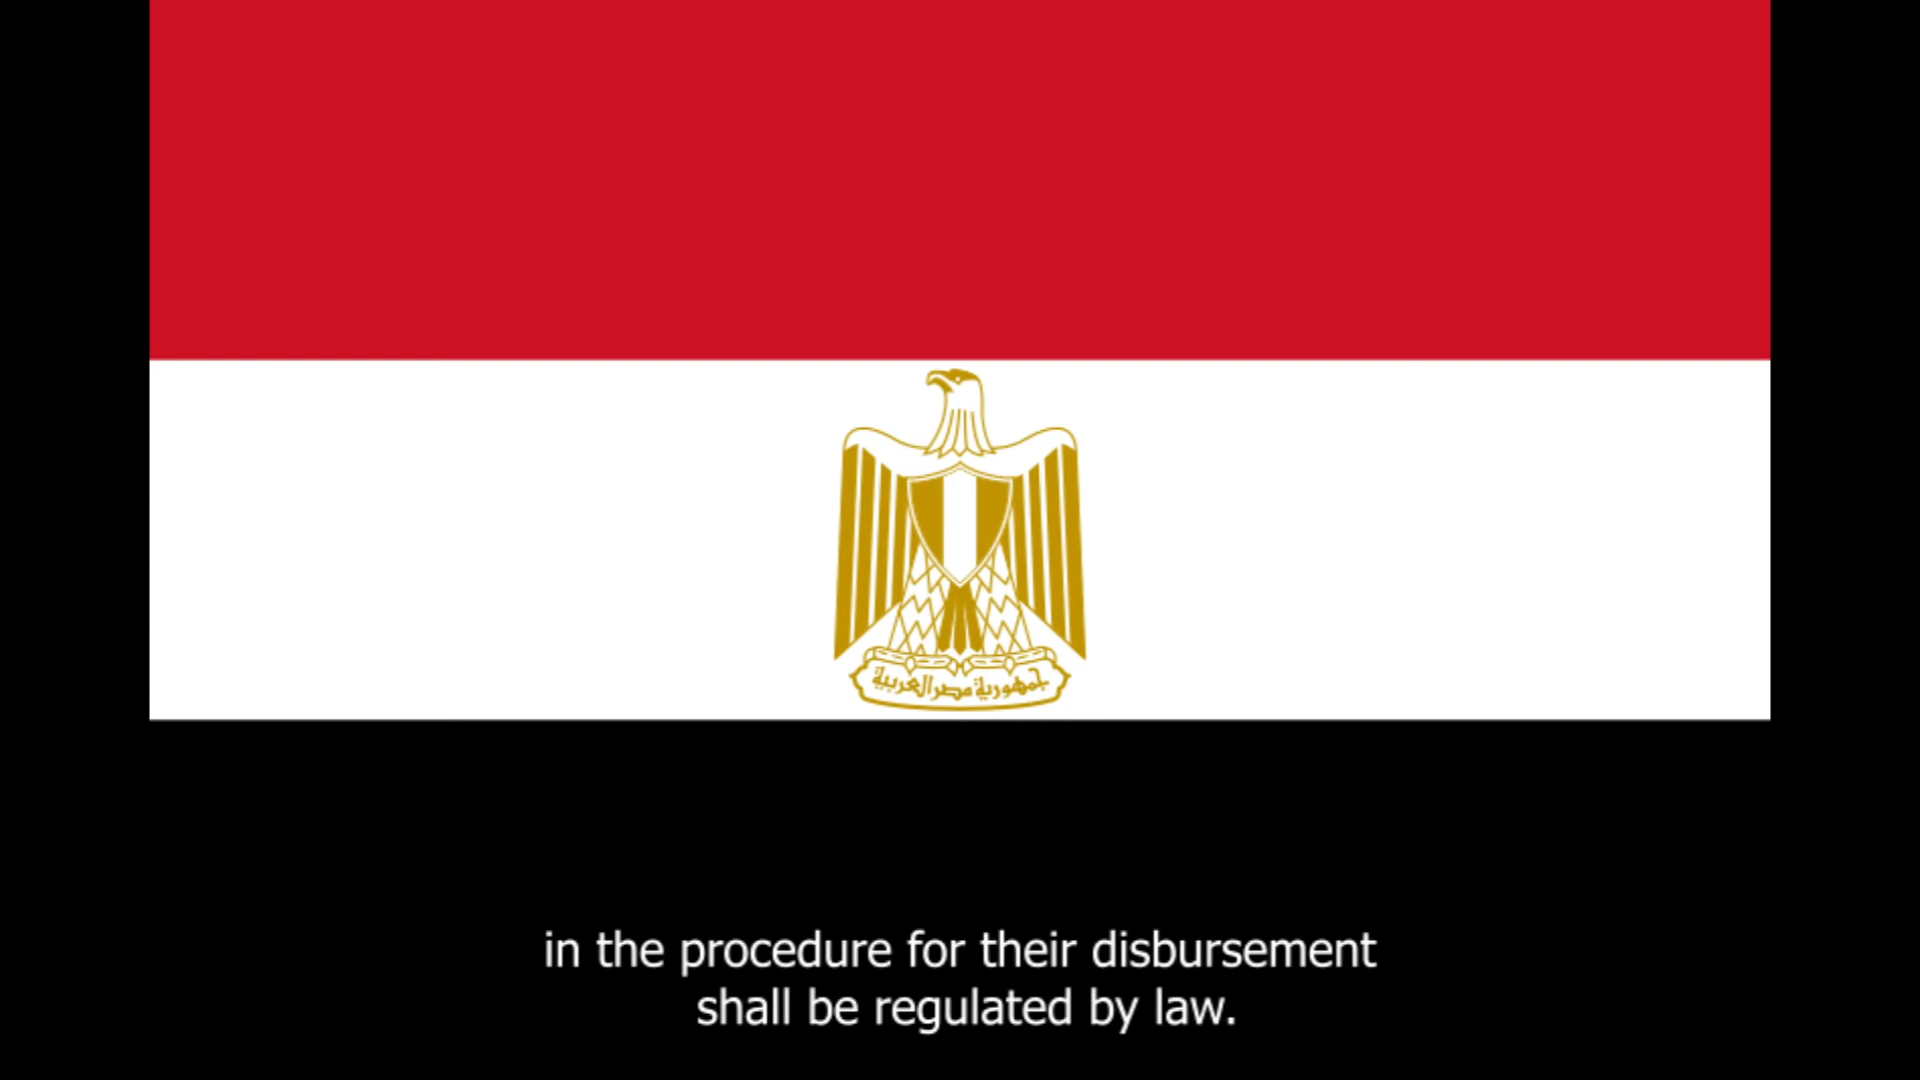 جمهورية مصر العربية
in the procedure for their disbursement
shall be regulated by law.